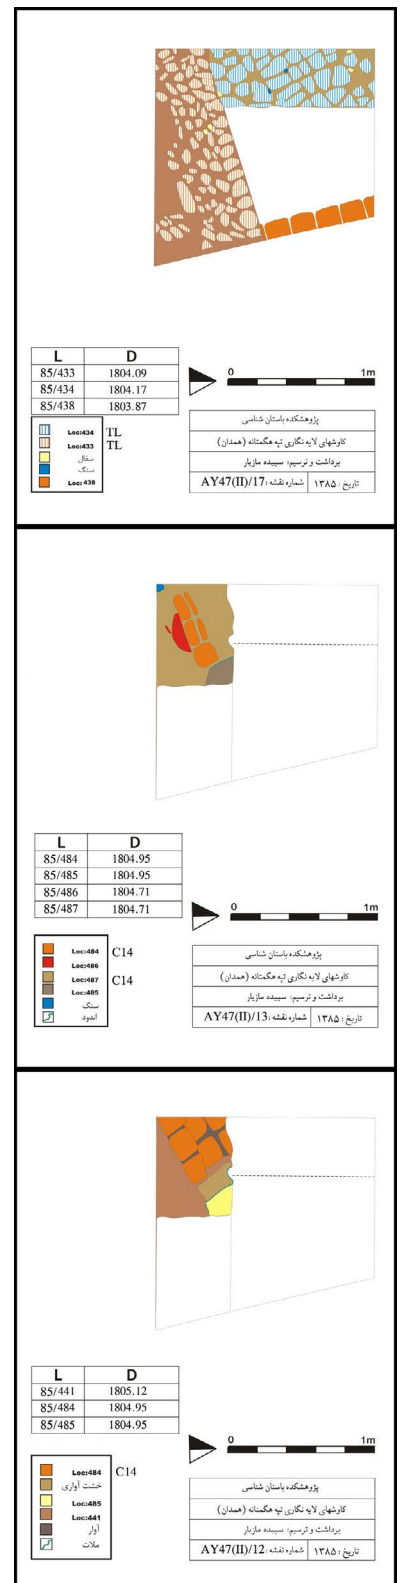 L D
85/433 1804.09
85/434 1804.17
85/438 1803.87
0 1m
Loc:434 TL
Loc:433 TL
سفال
سنگ
Loc: 438
پژوهشکده باستان شناسی
کاوشهای لایه نگاری تپه هگمتانه (همدان)
برداشت و ترسیم: سپیده مازیار
تاریخ : ۱۳۸۵ شماره نقشه :AY47(II)/17
L D
85/484 1804.95
85/485 1804.95
85/486 1804.71
85/487 1804.71
0 1m
Loc:484 C14
Loc:486
Loc:487 C14
Loc:485
سنگ
اندود
پژوهشکده باستان شناسی
کاوشهای لایه نگاری تپه هگمتانه (همدان)
برداشت و ترسیم: سپیده مازیار
تاریخ : ۱۳۸۵ شماره نقشه :AY47(II)/13
L D
85/441 1805.12
85/484 1804.95
85/485 1804.95
0 1m
Loc:484 C14
خشت آواری
Loc:485
Loc:441
آوار
ملات
پژوهشکده باستان شناسی
کاوشهای لایه نگاری تپه هگمتانه (همدان)
برداشت و ترسیم: سپیده مازیار
تاریخ : ۱۳۸۵ شماره نقشه :AY47(II)/12